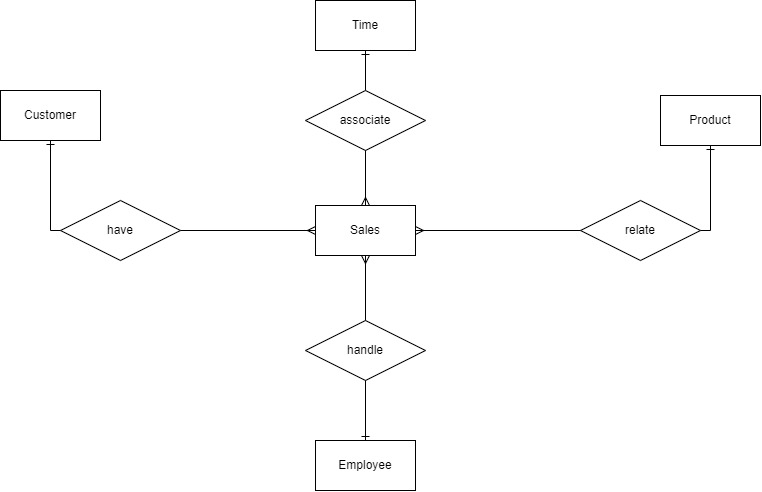 Time
Customer
associate
Product
have
Sales
relate
handle
Employee